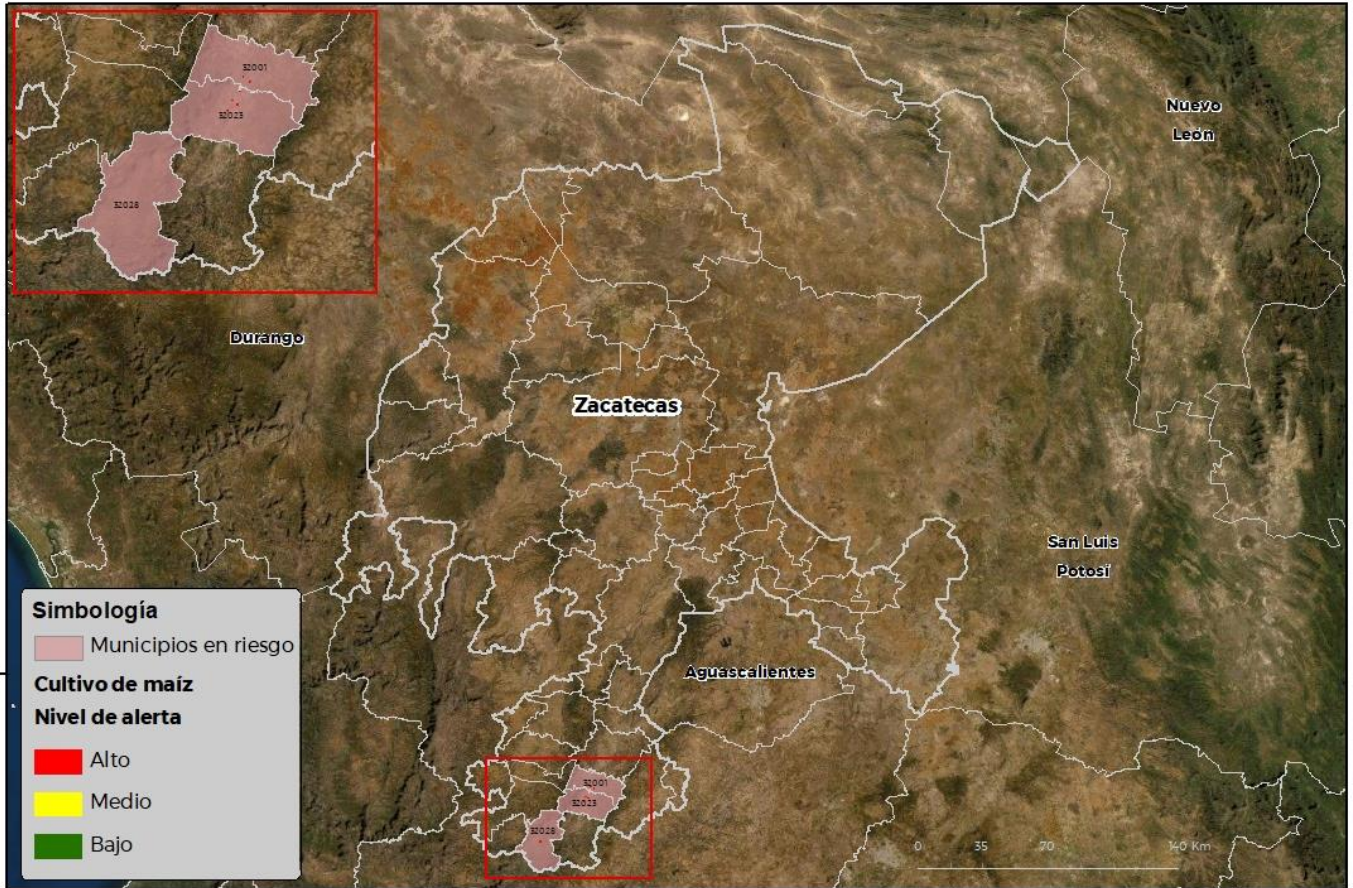 32001
32023
32028
Nuevo
León
Durango
Zacatecas
San Luis
Potosí
Aguascalientes
Simbología
Municipios en riesgo
Cultivo de maíz
Nivel de alerta
Alto
Medio
Bajo
32001
32023
32028
0 35 70 140 Km